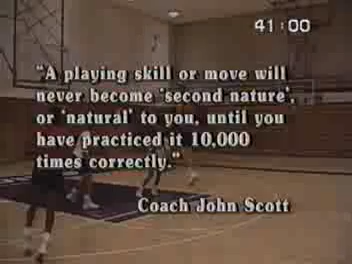 41:00
"A playing skill or move will
never become 'second nature',
or 'natural' to you, until you
have practiced it 10,000
times correctly."
Coach John Scott